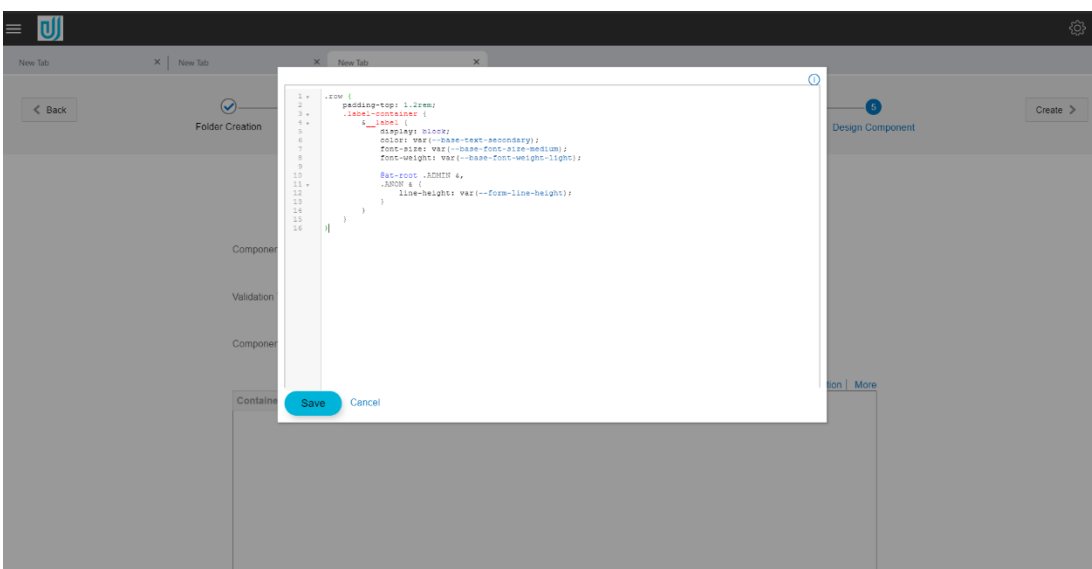 New Tab
New Tab
New Tab
Back
Folder Creation
5
Design Component
Create
Componen
Validation
Componen
tion | More
Containe
1 .row {
2 padding-top: 1.2rem;
3 .label-container {
4 &__label {
5 display: block;
6 color: var(--base-text-secondary);
7 font-size: var(--base-font-size-medium);
8 font-weight: var(--base-font-weight-light);
9
10 @at-root .ADMIN &,
11 .ANON & {
12 line-height: var(--form-line-height);
13 }
14 }
15 }
16 }
Save Cancel